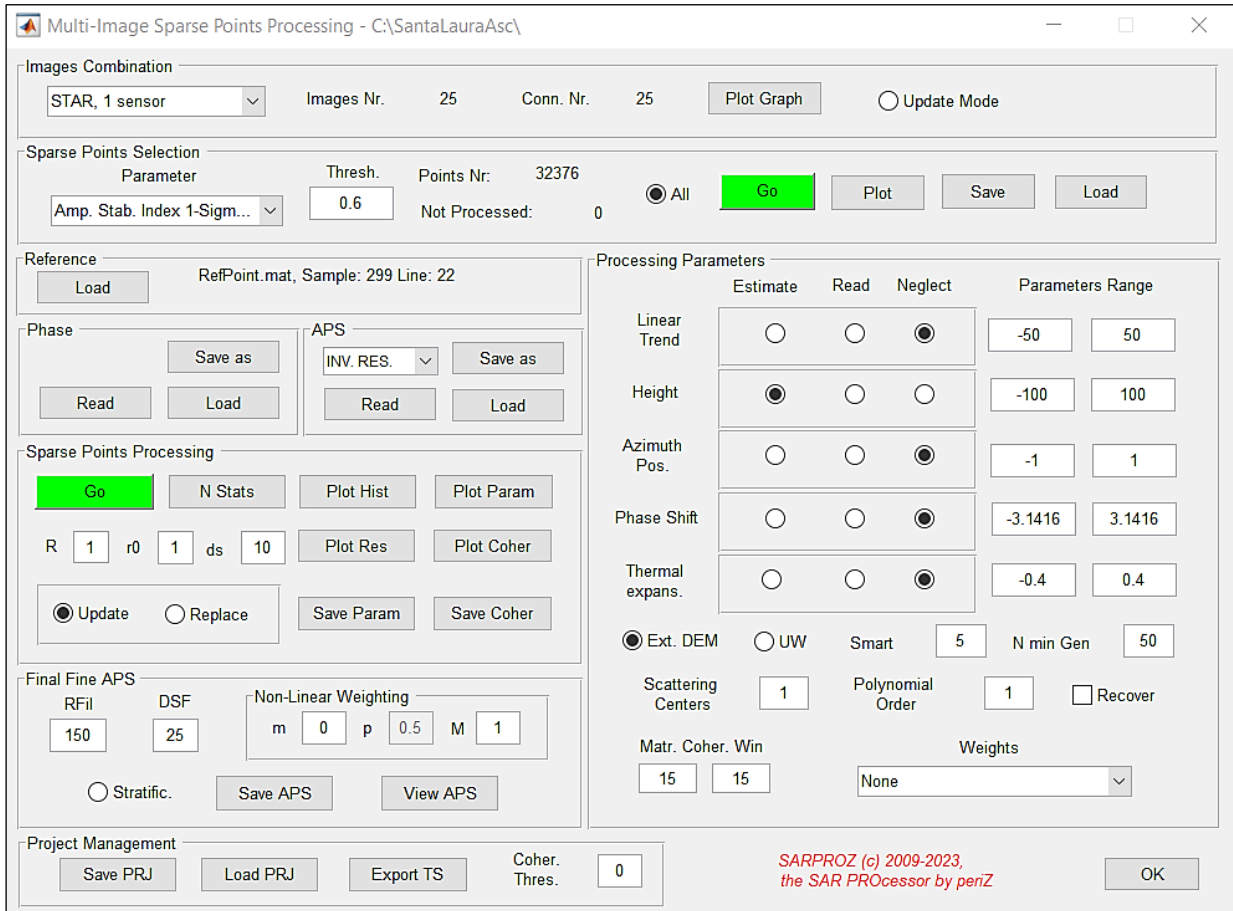 Multi-Image Sparse Points Processing - C:\SantaLauraAsc\
Images Combination
STAR, 1 sensor
Images Nr. 25 Conn. Nr. 25
Plot Graph
Update Mode
Sparse Points Selection
Parameter
Amp. Stab. Index 1-Sigm...
Thresh.
0.6
Points Nr: 32376
Not Processed: 0
All
Go
Plot
Save
Load
Reference
Load
RefPoint.mat, Sample: 299 Line: 22
Phase
Save as
Read
Load
APS
INV. RES.
Save as
Read
Load
Sparse Points Processing
Go
N Stats
Plot Hist
Plot Param
R 1 r0 1 ds 10
Plot Res
Plot Coher
Update
Replace
Save Param
Save Coher
Final Fine APS
RFil
150
DSF
25
Non-Linear Weighting
m 0 p 0.5 M 1
Stratific.
Save APS
View APS
Processing Parameters
Estimate Read Neglect Parameters Range
Linear
Trend
-50 50
Height
-100 100
Azimuth
Pos.
-1 1
Phase Shift
-3.1416 3.1416
Thermal
expans.
-0.4 0.4
Ext. DEM
UW
Smart 5
N min Gen 50
Scattering
Centers
1
Polynomial
Order
1
Recover
Matr. Coher. Win
15 15
Weights
None
Project Management
Save PRJ
Load PRJ
Export TS
Coher.
Thres.
0
SARPROZ (c) 2009-2023,
the SAR PROcessor by periZ
OK